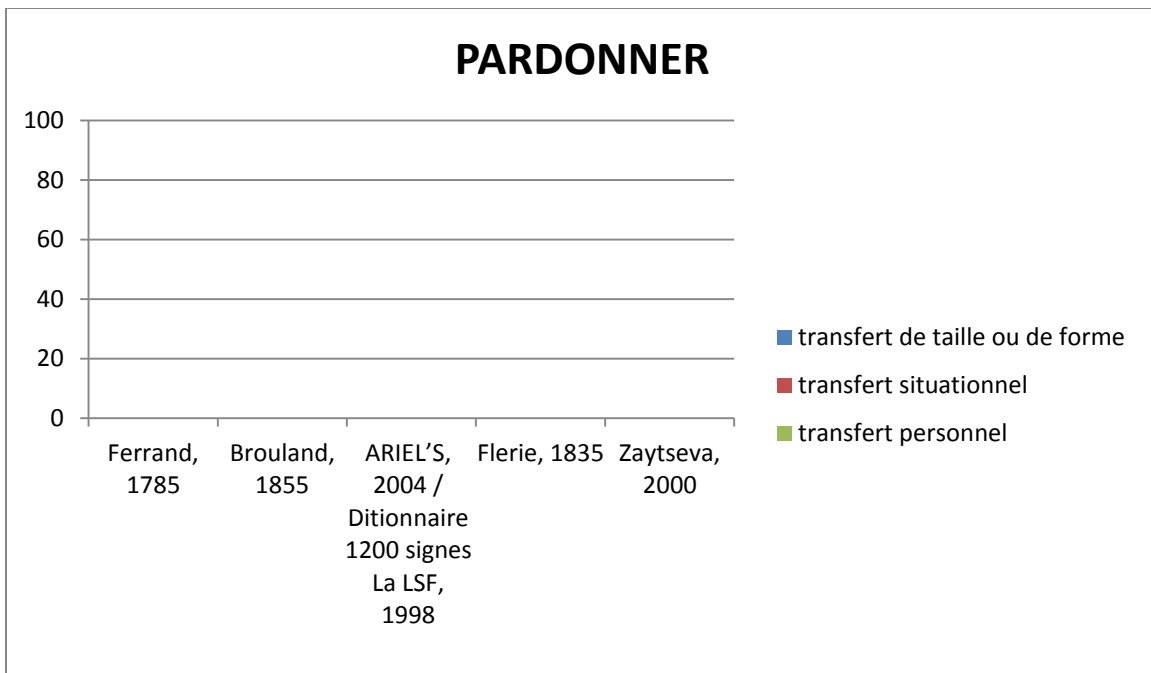 PARDONNER
100
80
60
40
20
0
Ferrand,
1785
Brouland,
1855
ARIEL’S,
2004 /
Ditionnaire
1200 signes
La LSF,
1998
Flerie, 1835
Zaytseva,
2000
transfert de taille ou de forme
transfert situationnel
transfert personnel